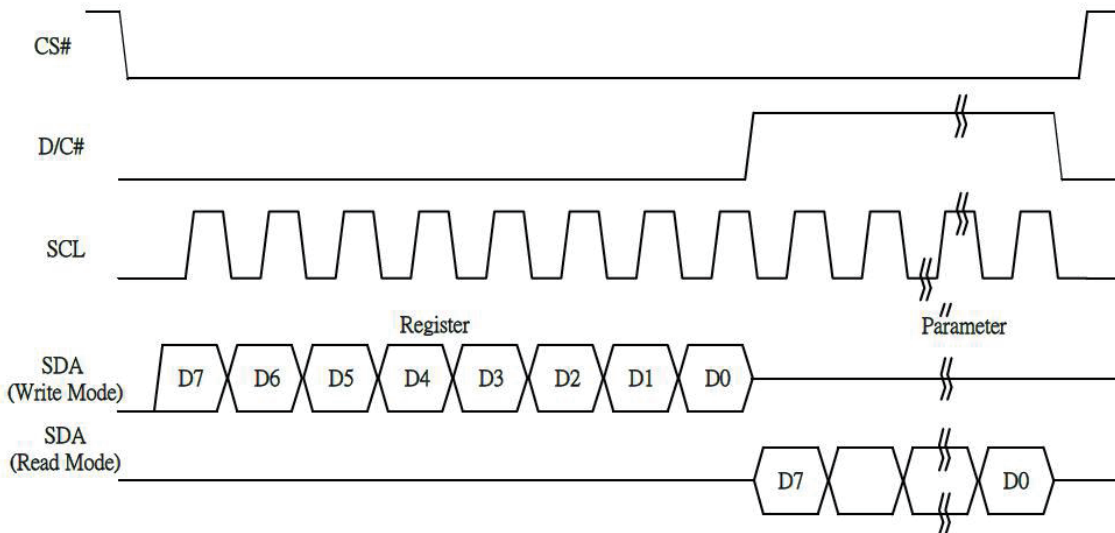 CS#
D/C#
SCL
Register
Parameter
SDA
(Write Mode)
D7 D6 D5 D4 D3 D2 D1 D0
SDA
(Read Mode)
D7 D0